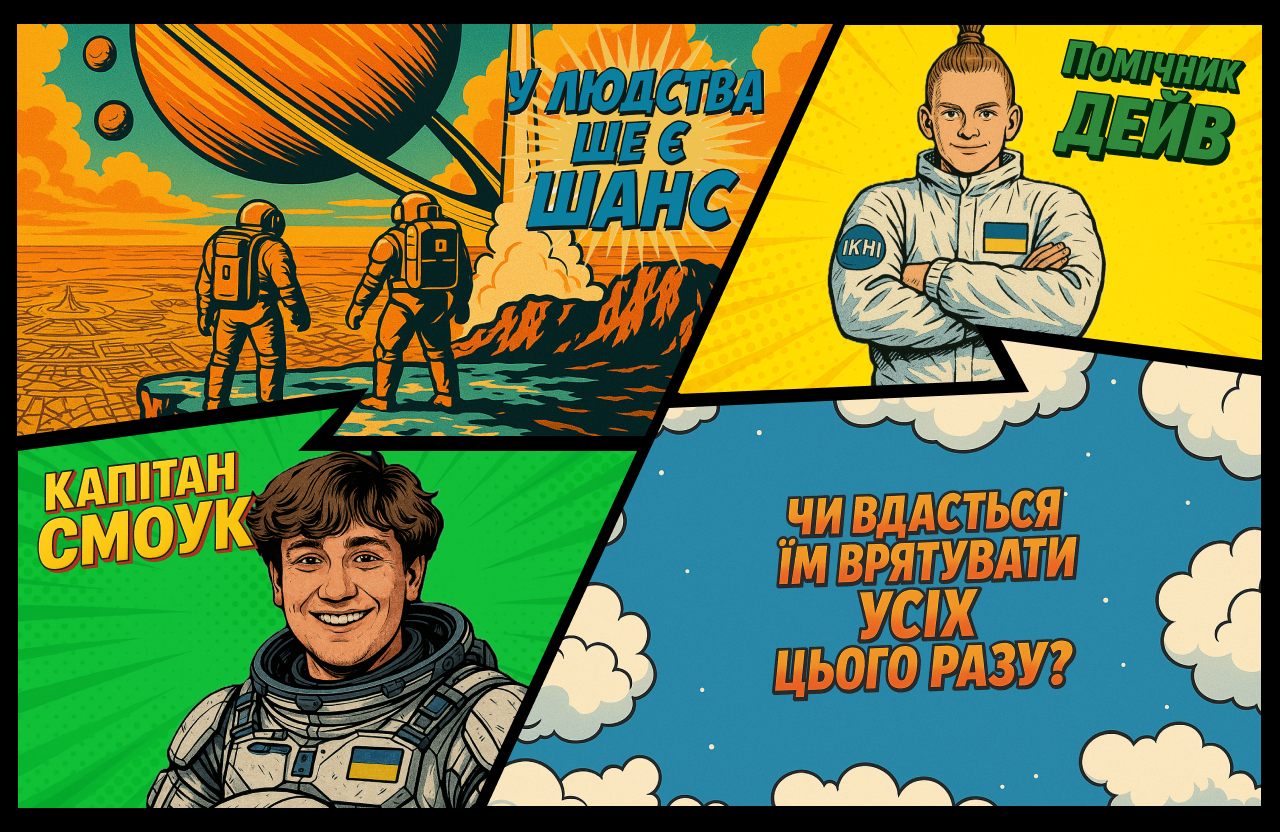 У ЛЮДСТВА
ЩЕ Є
ШАНС
ПОМІЧНИК
ДЕЙВ
ІКНІ
КАПІТАН
СМОУК
ЧИ ВДАСТЬСЯ
ЇМ ВРЯТУВАТИ
УСІХ
ЦЬОГО РАЗУ?